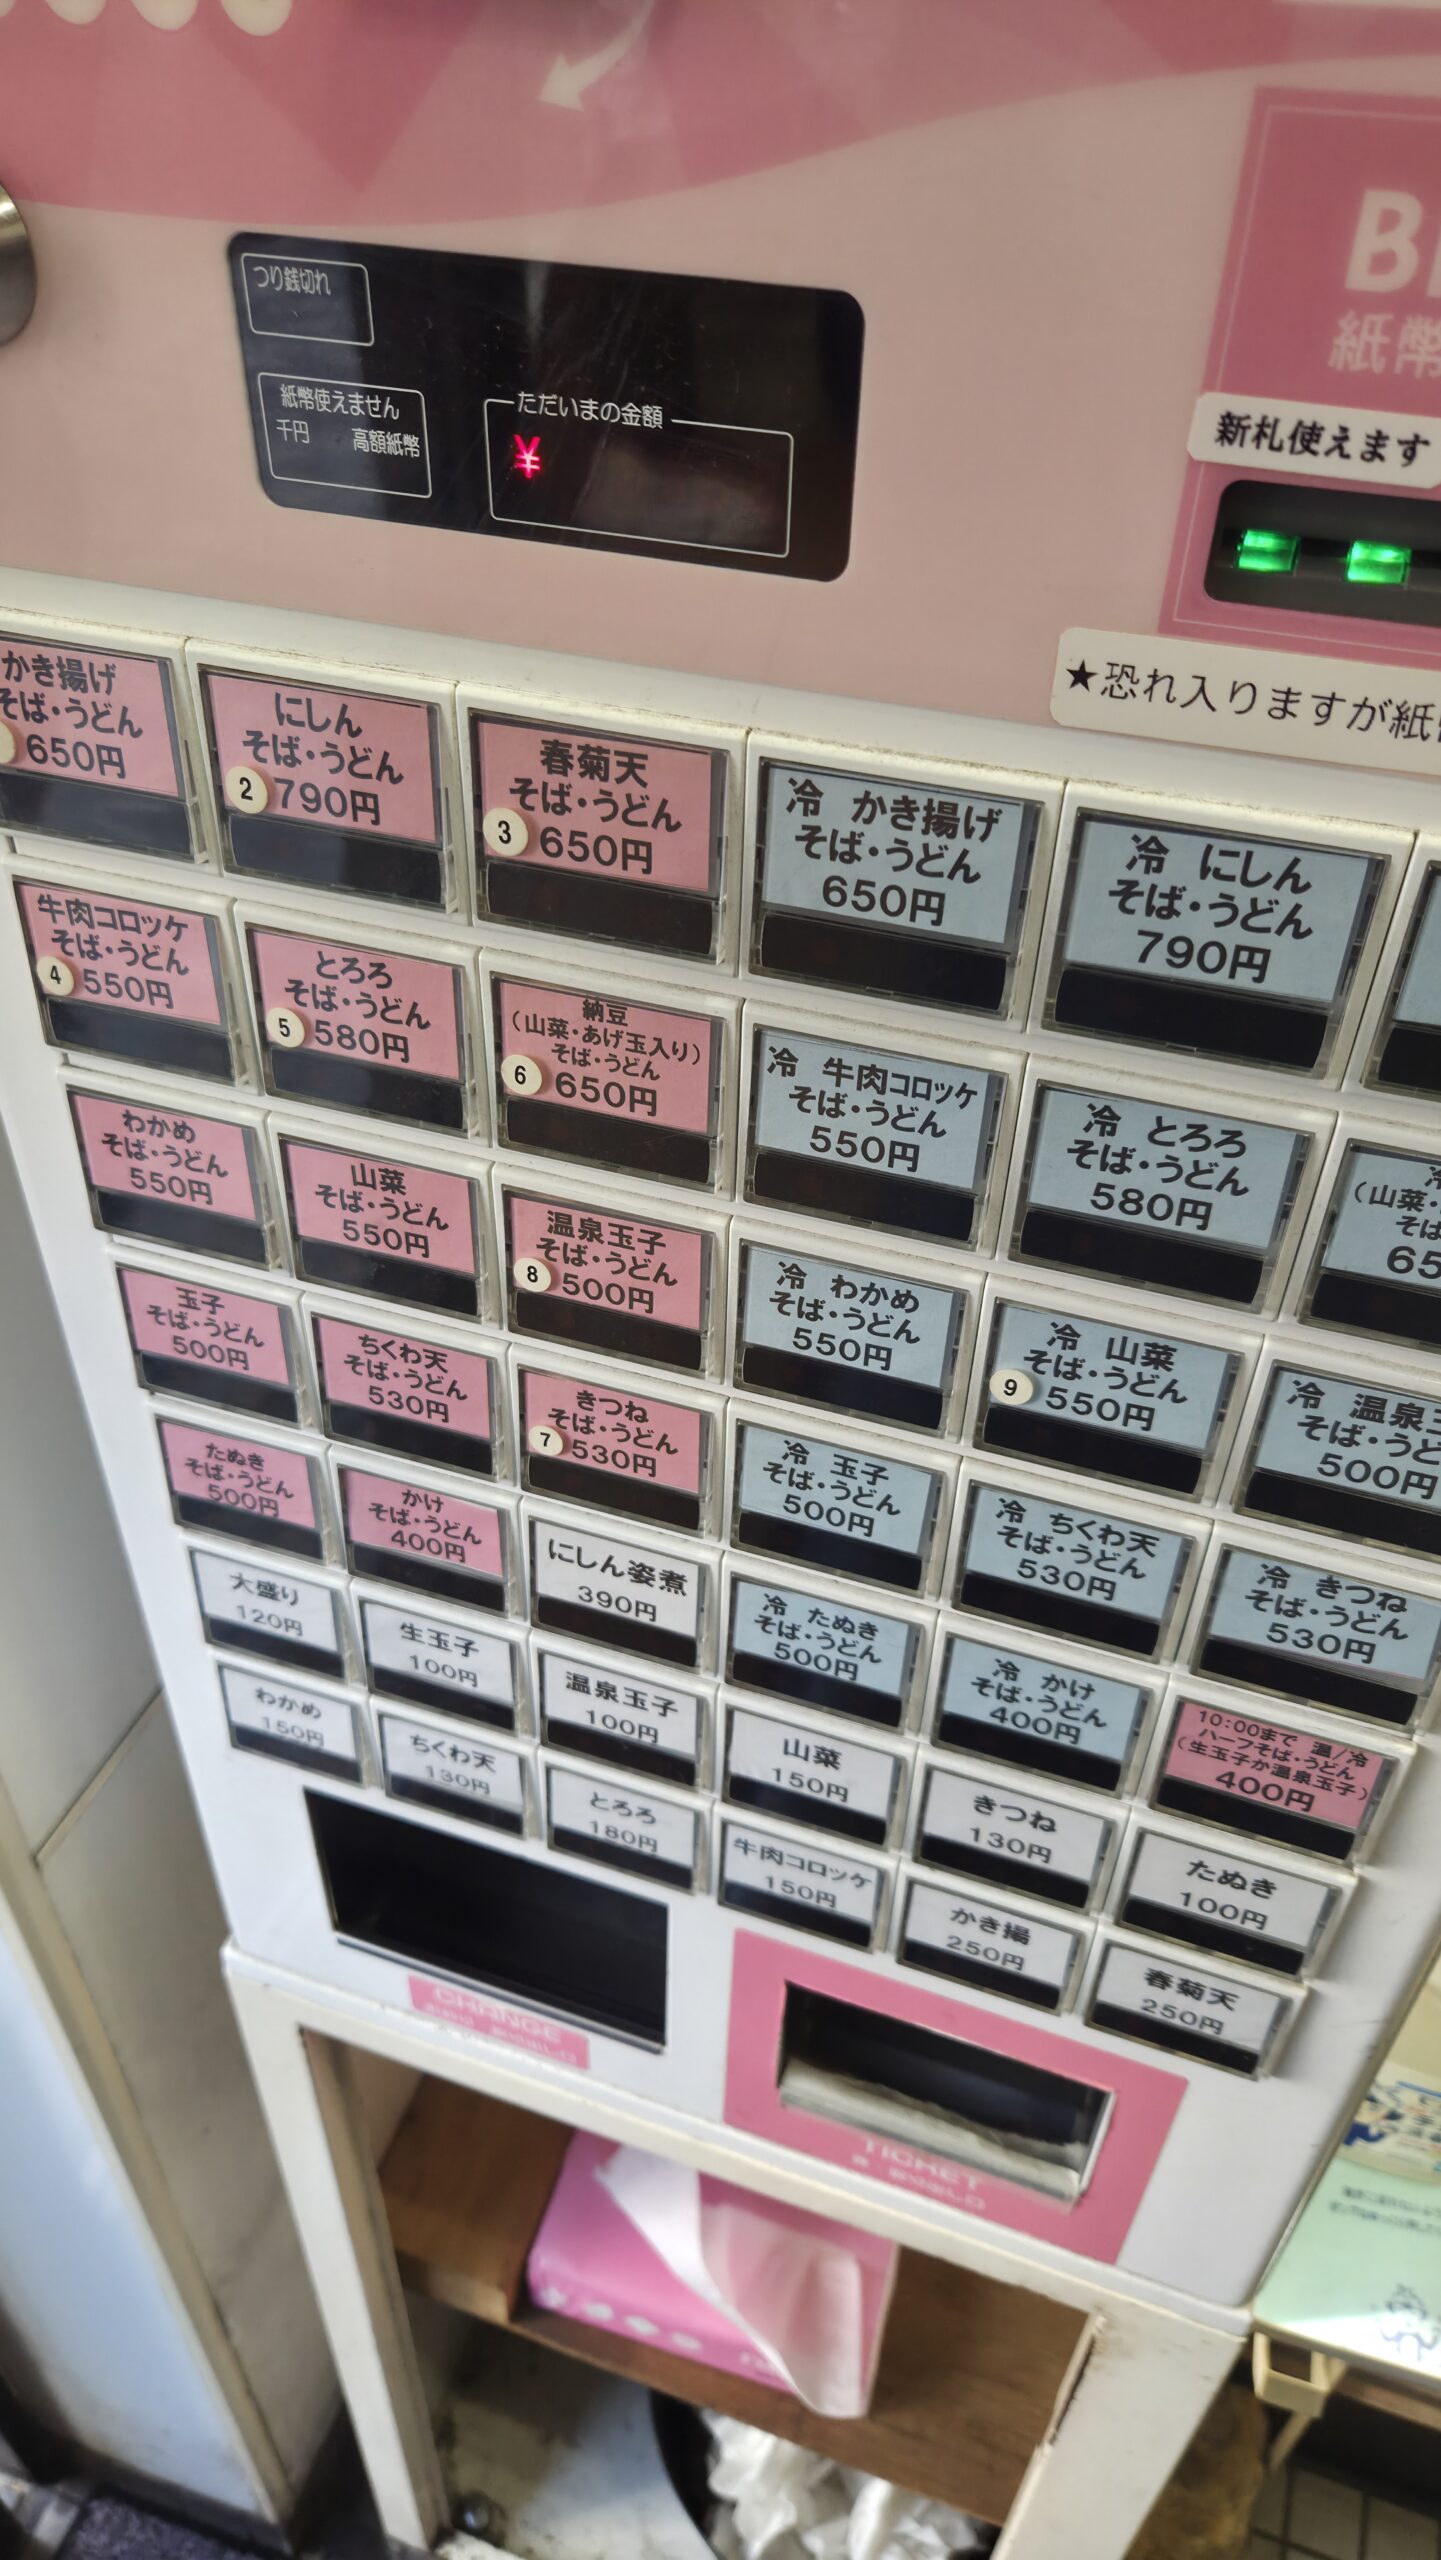 つり銭切れ
紙幣使えません
千円 高額紙幣
ただいまの金額
¥
紙幣
新札使えます
★恐れ入りますが紙
かき揚げ
そば・うどん
650円
にしん
そば・うどん
2 790円
春菊天
そば・うどん
3 650円
冷 かき揚げ
そば・うどん
650円
冷 にしん
そば・うどん
790円
牛肉コロッケ
そば・うどん
4 550円
とろろ
そば・うどん
5 580円
納豆
(山菜・あげ玉入り)
そば・うどん
6 650円
冷 牛肉コロッケ
そば・うどん
550円
冷 とろろ
そば・うどん
580円
(山菜・
そば
65
わかめ
そば・うどん
550円
山菜
そば・うどん
550円
温泉玉子
そば・うどん
8 500円
冷 わかめ
そば・うどん
550円
冷 山菜
そば・うどん
9 550円
冷 温泉玉
そば・うど
500円
玉子
そば・うどん
500円
ちくわ天
そば・うどん
530円
きつね
そば・うどん
7 530円
冷 玉子
そば・うどん
500円
冷 ちくわ天
そば・うどん
530円
冷 きつね
そば・うどん
530円
たぬき
そば・うどん
500円
かけ
そば・うどん
400円
にしん姿煮
390円
冷 たぬき
そば・うどん
500円
冷 かけ
そば・うどん
400円
10:00まで 温/冷
ハーフそば・うどん
(生玉子か温泉玉子)
400円
大盛り
120円
生玉子
100円
温泉玉子
100円
山菜
150円
きつね
130円
たぬき
100円
わかめ
150円
ちくわ天
130円
とろろ
180円
牛肉コロッケ
150円
かき揚
250円
春菊天
250円
CHANGE
TICKET